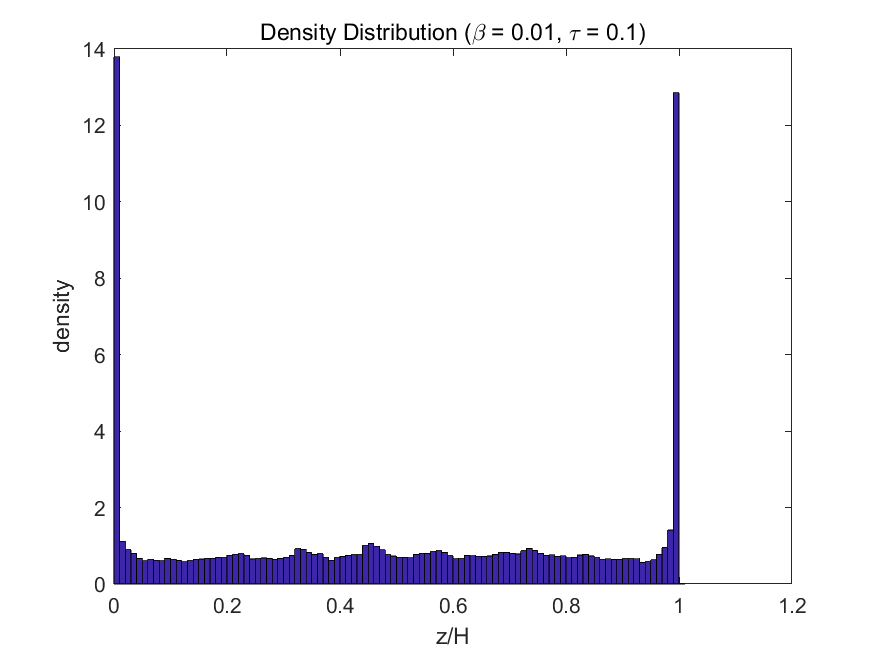 Density Distribution (β = 0.01, τ = 0.1)
14
12
10
8
6
4
2
0
density
0 0.2 0.4 0.6 0.8 1 1.2
z/H